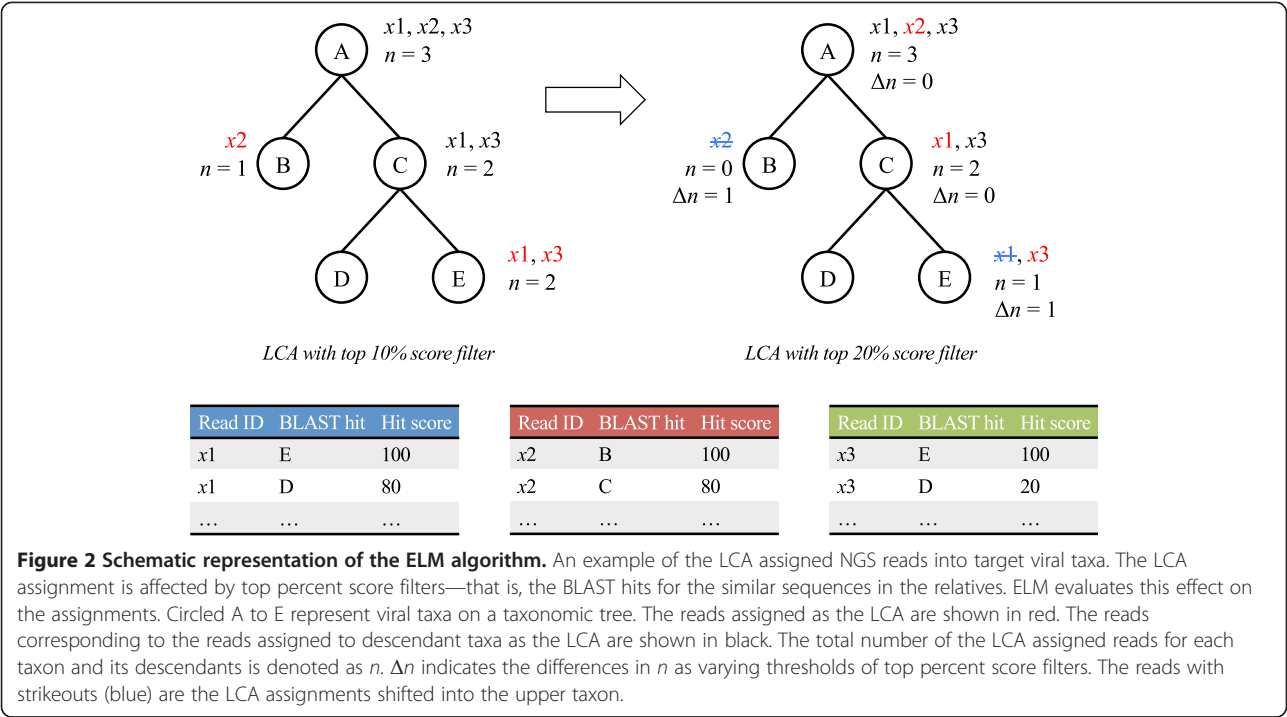 x1, x2, x3
n = 3
A
x2
n = 1
B
C
x1, x3
n = 2
D
E
x1, x3
n = 2
LCA with top 10% score filter
x1, x2, x3
n = 3
Δn = 0
A
x2
n = 0
Δn = 1
B
C
x1, x3
n = 2
Δn = 0
D
E
x1, x3
n = 1
Δn = 1
LCA with top 20% score filter
Read ID BLAST hit Hit score
x1 E 100
x1 D 80
... ... ...
Read ID BLAST hit Hit score
x2 B 100
x2 C 80
... ... ...
Read ID BLAST hit Hit score
x3 E 100
x3 D 20
... ... ...
Figure 2 Schematic representation of the ELM algorithm. An example of the LCA assigned NGS reads into target viral taxa. The LCA
assignment is affected by top percent score filters—that is, the BLAST hits for the similar sequences in the relatives. ELM evaluates this effect on
the assignments. Circled A to E represent viral taxa on a taxonomic tree. The reads assigned as the LCA are shown in red. The reads
corresponding to the reads assigned to descendant taxa as the LCA are shown in black. The total number of the LCA assigned reads for each
taxon and its descendants is denoted as n. Δn indicates the differences in n as varying thresholds of top percent score filters. The reads with
strikeouts (blue) are the LCA assignments shifted into the upper taxon.